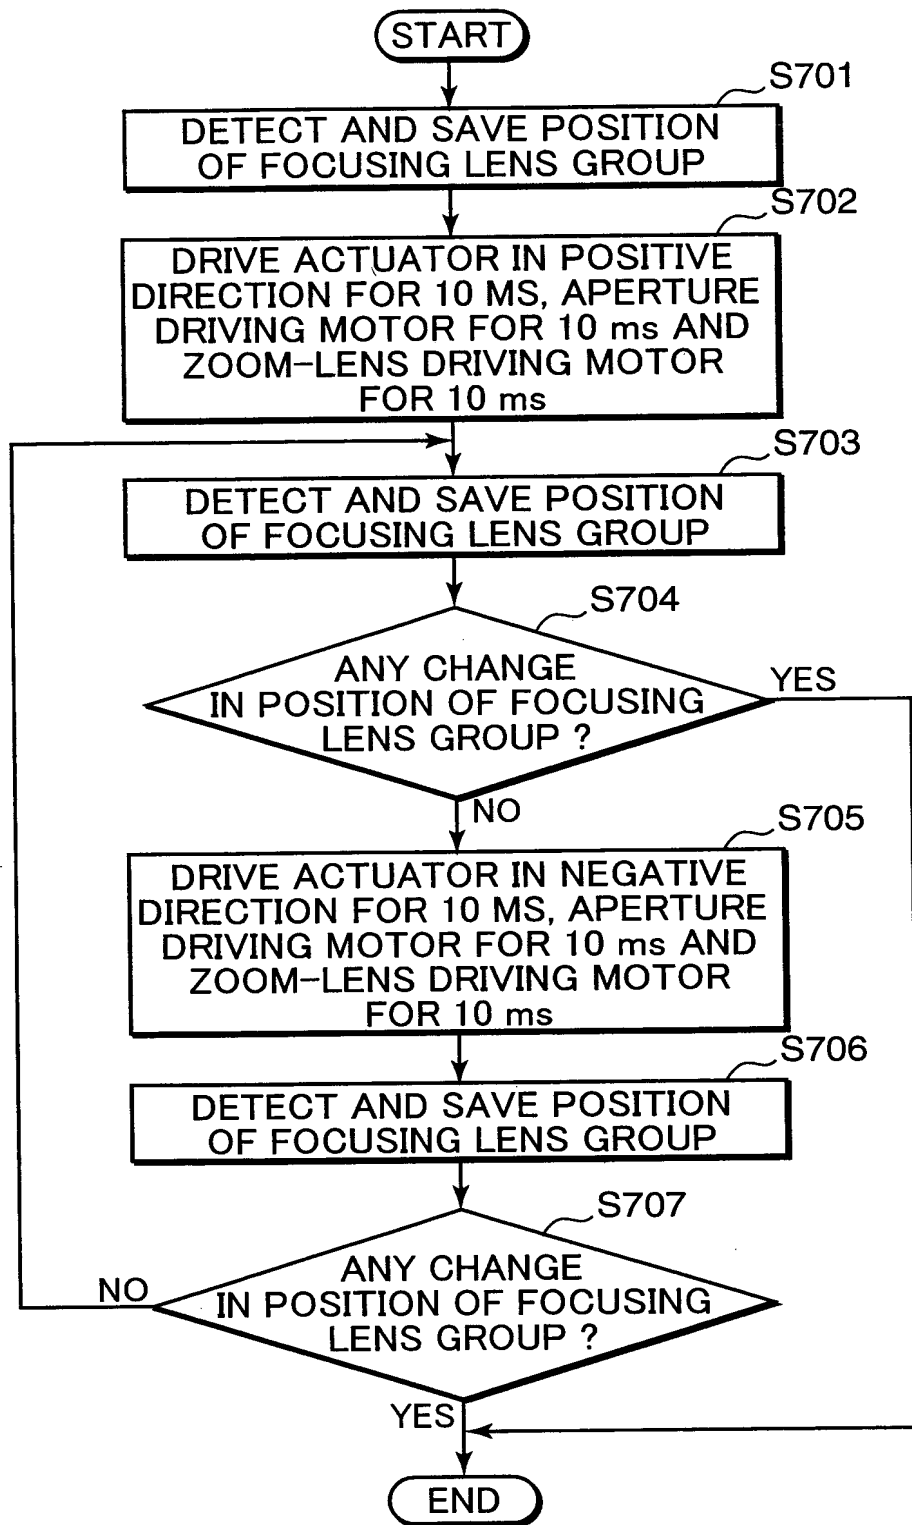 START
S701
DETECT AND SAVE POSITION
OF FOCUSING LENS GROUP
S702
DRIVE ACTUATOR IN POSITIVE
DIRECTION FOR 10 MS, APERTURE
DRIVING MOTOR FOR 10 ms AND
ZOOM-LENS DRIVING MOTOR
FOR 10 ms
S703
DETECT AND SAVE POSITION
OF FOCUSING LENS GROUP
S704
ANY CHANGE
IN POSITION OF FOCUSING
LENS GROUP ?
YES
NO
S705
DRIVE ACTUATOR IN NEGATIVE
DIRECTION FOR 10 MS, APERTURE
DRIVING MOTOR FOR 10 ms AND
ZOOM-LENS DRIVING MOTOR
FOR 10 ms
S706
DETECT AND SAVE POSITION
OF FOCUSING LENS GROUP
S707
ANY CHANGE
IN POSITION OF FOCUSING
LENS GROUP ?
NO
YES
END